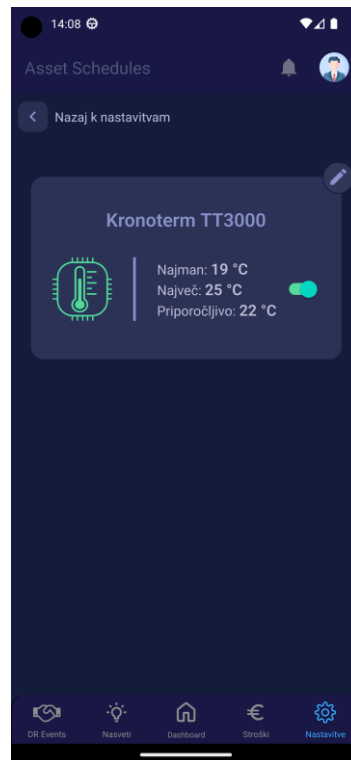 14:08
Asset Schedules
Nazaj k nastavitvam
Kronoterm TT3000
Najman: 19 °C
Največ: 25 °C
Priporočljivo: 22 °C
DR Events
Nasveti
Dashboard
Stroški
Nastavitve